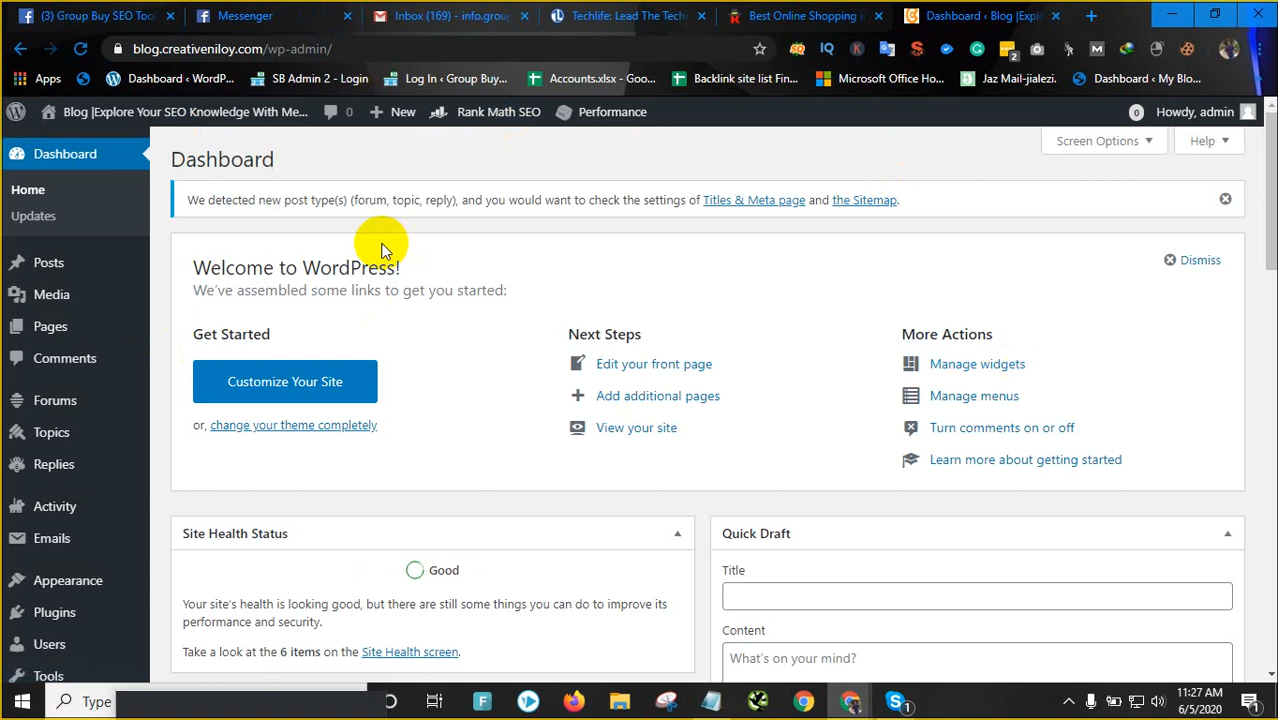 (3) Group Buy SEO Tool
Messenger
Inbox (169) - info.group
Techlife: Lead The Techy
Best Online Shopping in
Dashboard ‹ Blog |Explo
blog.creativeniloy.com/wp-admin/
Apps
Dashboard ‹ WordP...
SB Admin 2 - Login
Log In ‹ Group Buy...
Accounts.xlsx - Goo...
Backlink site list Fin...
Microsoft Office Ho...
Jaz Mail-jialezi.
Dashboard ‹ My Blo...
Blog |Explore Your SEO Knowledge With Me...
0
New
Rank Math SEO
Performance
0
Howdy, admin
Dashboard
Home
Updates
Posts
Media
Pages
Comments
Forums
Topics
Replies
Activity
Emails
Appearance
Plugins
Users
Tools
Screen Options
Help
Dashboard
We detected new post type(s) (forum, topic, reply), and you would want to check the settings of Titles & Meta page and the Sitemap.
Welcome to WordPress!
Dismiss
We've assembled some links to get you started:
Get Started
Customize Your Site
or, change your theme completely
Next Steps
Edit your front page
Add additional pages
View your site
More Actions
Manage widgets
Manage menus
Turn comments on or off
Learn more about getting started
Site Health Status
Good
Your site's health is looking good, but there are still some things you can do to improve its
performance and security.
Take a look at the 6 items on the Site Health screen.
Quick Draft
Title
Content
What's on your mind?
Type
11:27 AM
6/5/2020